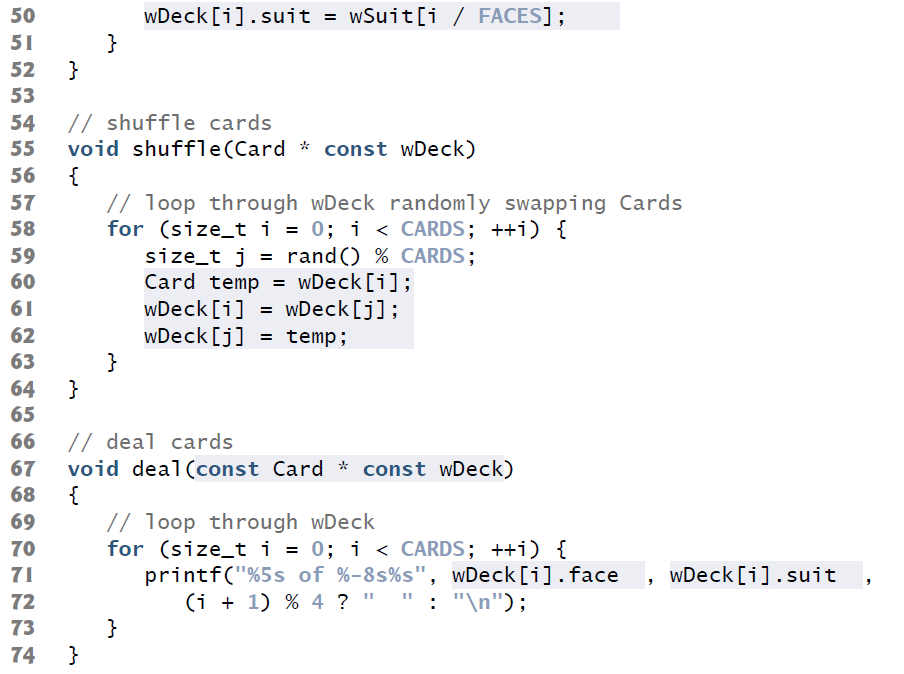 50 wDeck[i].suit = wSuit[i / FACES];
51 }
52 }
53
54 // shuffle cards
55 void shuffle(Card * const wDeck)
56 {
57 // loop through wDeck randomly swapping Cards
58 for (size_t i = 0; i < CARDS; ++i) {
59 size_t j = rand() % CARDS;
60 Card temp = wDeck[i];
61 wDeck[i] = wDeck[j];
62 wDeck[j] = temp;
63 }
64 }
65
66 // deal cards
67 void deal(const Card * const wDeck)
68 {
69 // loop through wDeck
70 for (size_t i = 0; i < CARDS; ++i) {
71 printf("%5s of %-8s%s", wDeck[i].face , wDeck[i].suit ,
72 (i + 1) % 4 ? "  " : "\n");
73 }
74 }